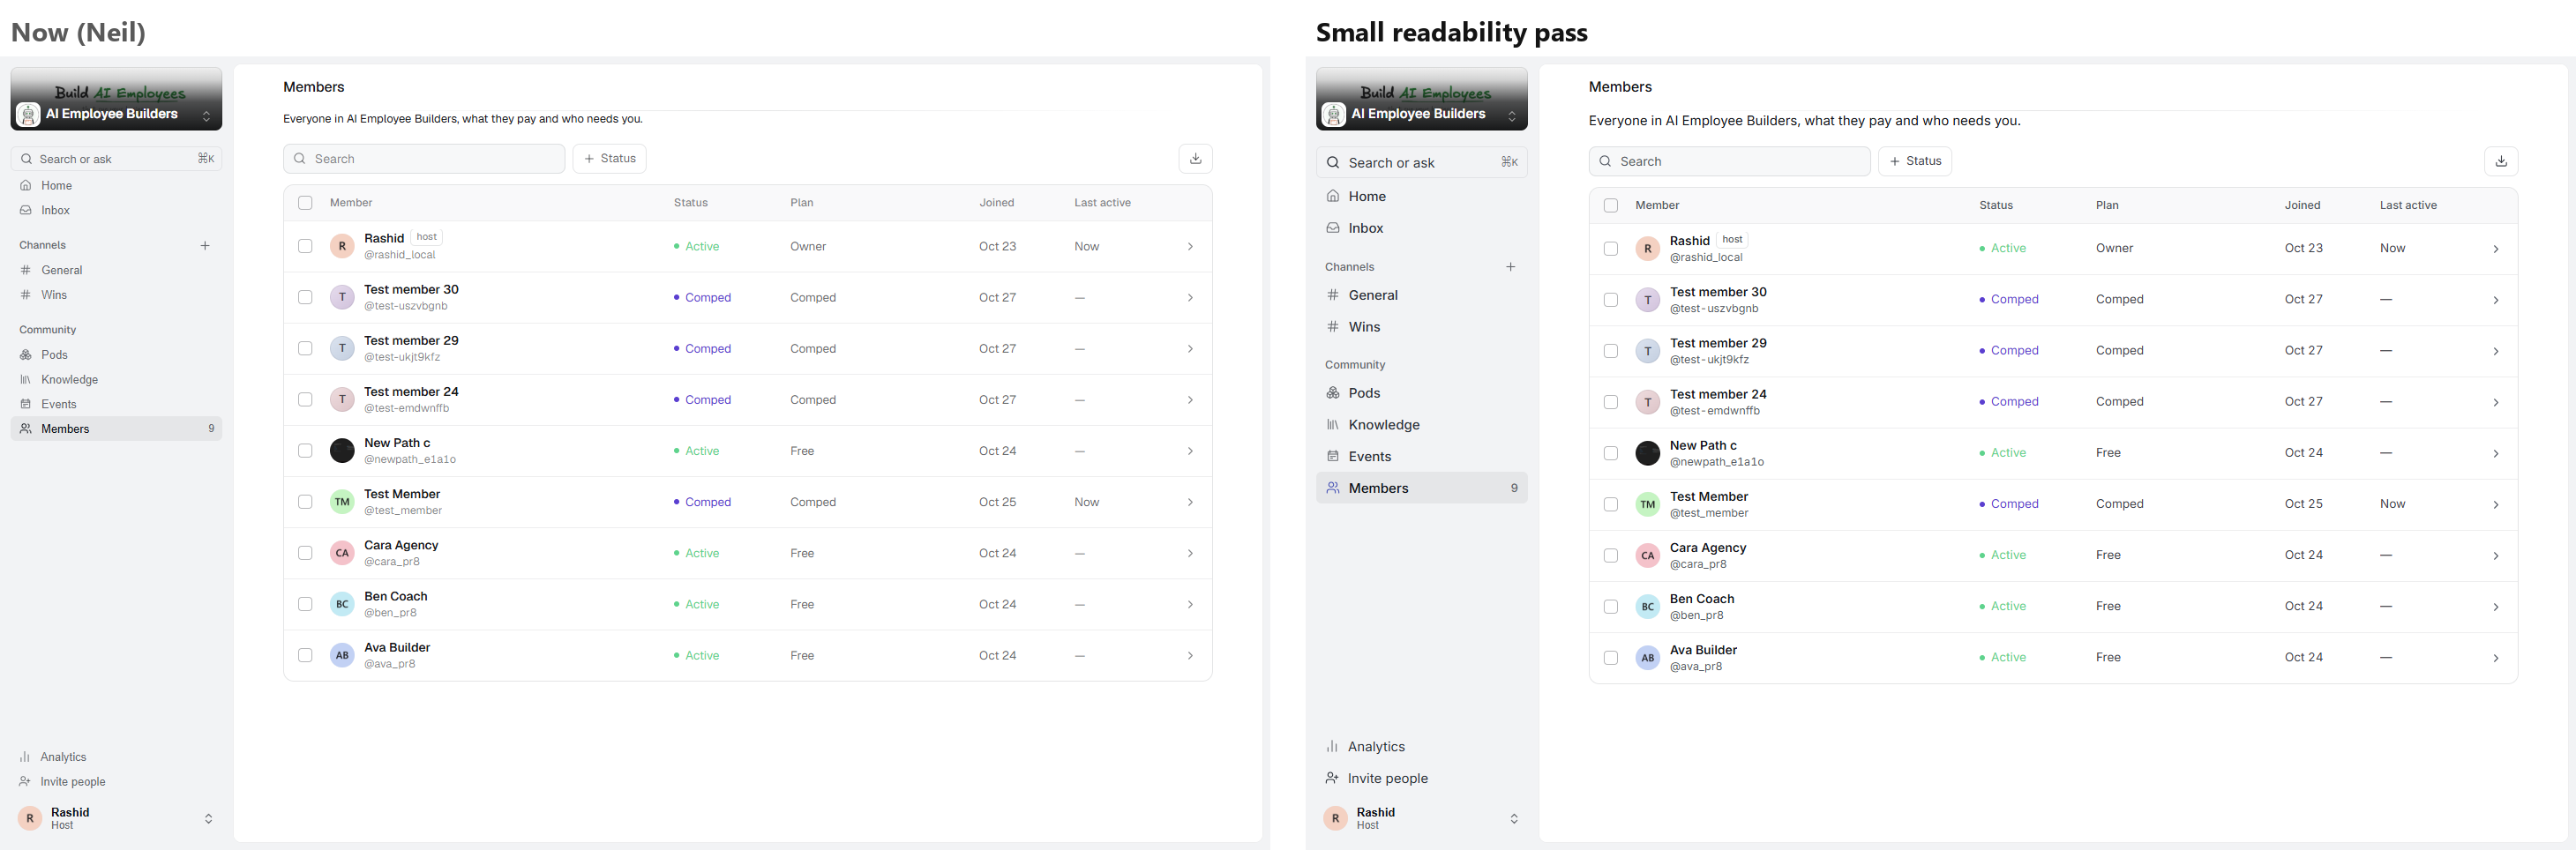 Now (Neil)
Build AI Employees
AI Employee Builders
Search or ask ⌘K
Home
Inbox
Channels
General
Wins
Community
Pods
Knowledge
Events
Members 9
Analytics
Invite people
R Rashid
Host
Members
Everyone in AI Employee Builders, what they pay and who needs you.
Search + Status
Member Status Plan Joined Last active
R Rashid host Active Owner Oct 23 Now
@rashid_local
T Test member 30 Comped Comped Oct 27 —
@test-uszvbgnb
T Test member 29 Comped Comped Oct 27 —
@test-ukjt9kfz
T Test member 24 Comped Comped Oct 27 —
@test-emdwnffb
New Path c Active Free Oct 24 —
@newpath_e1a1o
TM Test Member Comped Comped Oct 25 Now
@test_member
CA Cara Agency Active Free Oct 24 —
@cara_pr8
BC Ben Coach Active Free Oct 24 —
@ben_pr8
AB Ava Builder Active Free Oct 24 —
@ava_pr8
Small readability pass
Build AI Employees
AI Employee Builders
Search or ask ⌘K
Home
Inbox
Channels
General
Wins
Community
Pods
Knowledge
Events
Members 9
Analytics
Invite people
R Rashid
Host
Members
Everyone in AI Employee Builders, what they pay and who needs you.
Search + Status
Member Status Plan Joined Last active
R Rashid host Active Owner Oct 23 Now
@rashid_local
T Test member 30 Comped Comped Oct 27 —
@test-uszvbgnb
T Test member 29 Comped Comped Oct 27 —
@test-ukjt9kfz
T Test member 24 Comped Comped Oct 27 —
@test-emdwnffb
New Path c Active Free Oct 24 —
@newpath_e1a1o
TM Test Member Comped Comped Oct 25 Now
@test_member
CA Cara Agency Active Free Oct 24 —
@cara_pr8
BC Ben Coach Active Free Oct 24 —
@ben_pr8
AB Ava Builder Active Free Oct 24 —
@ava_pr8